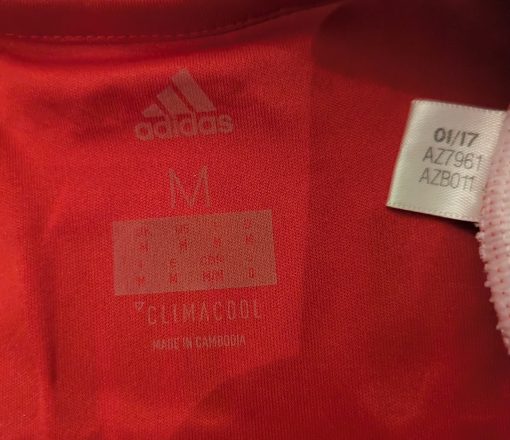 adidas
M
M M M M
M M M/M O
CLIMACOOL
MADE IN CAMBODIA
01/17
AZ7961
AZB011